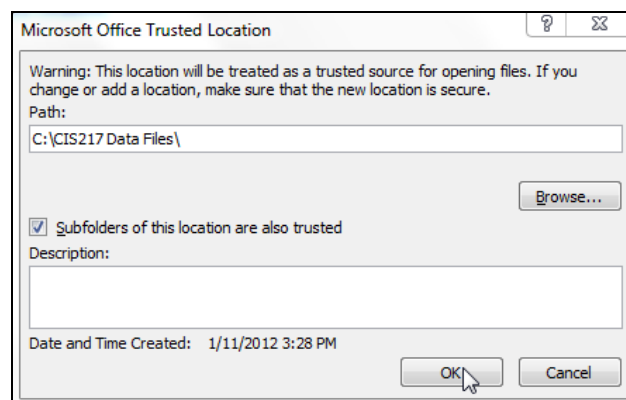 Microsoft Office Trusted Location
Warning: This location will be treated as a trusted source for opening files. If you
change or add a location, make sure that the new location is secure.
Path:
C:\CIS217 Data Files\
Browse...
Subfolders of this location are also trusted
Description:
Date and Time Created: 1/11/2012 3:28 PM
OK
Cancel